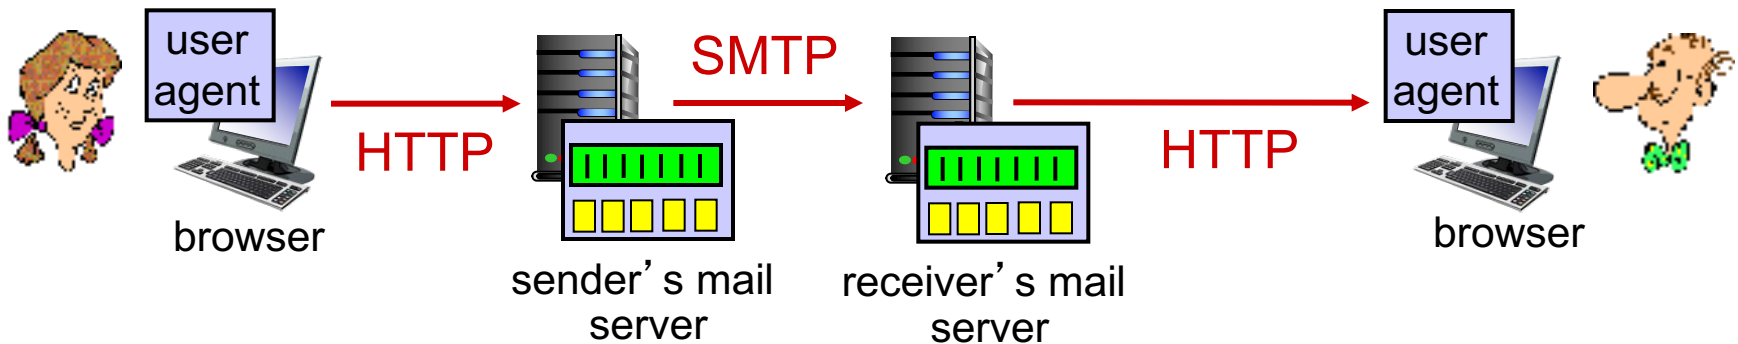 user
agent
HTTP
browser
sender’s mail
server
SMTP
receiver’s mail
server
HTTP
user
agent
browser